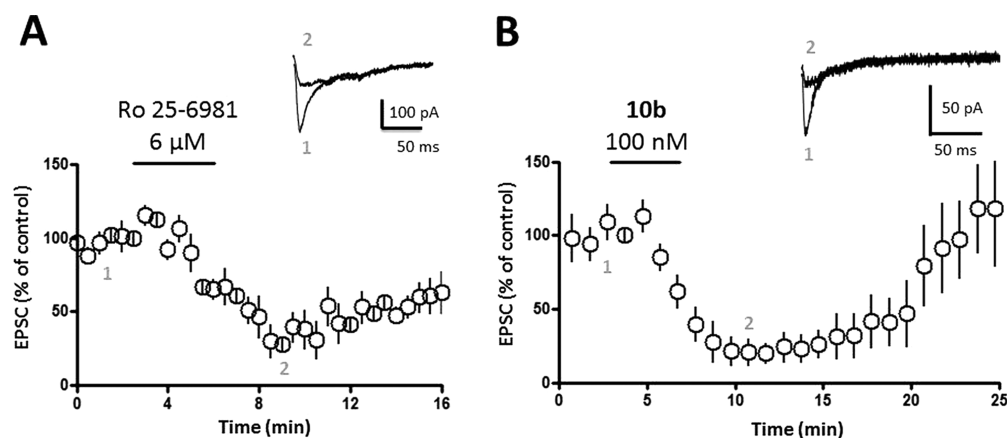 A
2
Ro 25-6981
6 µM
100 pA
50 ms
1
150
100
50
0
EPSC (% of control)
1
2
0
4
8
12
16
Time (min)
B
2
10b
100 nM
50 pA
50 ms
1
150
100
50
0
EPSC (% of control)
1
2
0
5
10
15
20
25
Time (min)